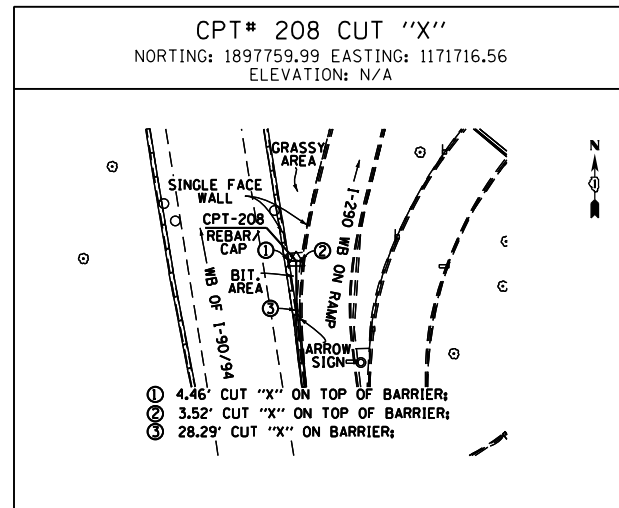 CPT# 208 CUT "X"
NORTING: 1897759.99 EASTING: 1171716.56
ELEVATION: N/A
N
GRASSY
AREA
SINGLE FACE
WALL
CPT-208
REBAR/
CAP
1
2
BIT.
AREA
3
WB OF I-90/94
I-290 WB ON RAMP
ARROW
SIGN
1 4.46' CUT "X" ON TOP OF BARRIER;
2 3.52' CUT "X" ON TOP OF BARRIER;
3 28.29' CUT "X" ON BARRIER;